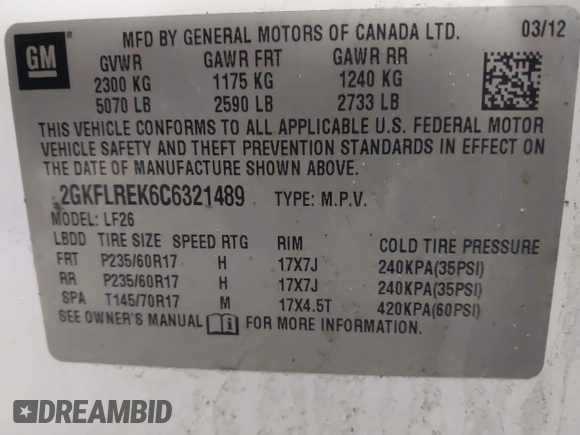 GM
MFD BY GENERAL MOTORS OF CANADA LTD. 03/12
GVWR GAWR FRT GAWR RR
2300 KG 1175 KG 1240 KG
5070 LB 2590 LB 2733 LB
THIS VEHICLE CONFORMS TO ALL APPLICABLE U.S. FEDERAL MOTOR
VEHICLE SAFETY AND THEFT PREVENTION STANDARDS IN EFFECT ON
THE DATE OF MANUFACTURE SHOWN ABOVE.
2GKFLREK6C6321489 TYPE: M.P.V.
MODEL: LF26
LBDD TIRE SIZE SPEED RTG RIM COLD TIRE PRESSURE
FRT P235/60R17 H 17X7J 240KPA(35PSI)
RR P235/60R17 H 17X7J 240KPA(35PSI)
SPA T145/70R17 M 17X4.5T 420KPA(60PSI)
SEE OWNER'S MANUAL FOR MORE INFORMATION.
DREAMBID